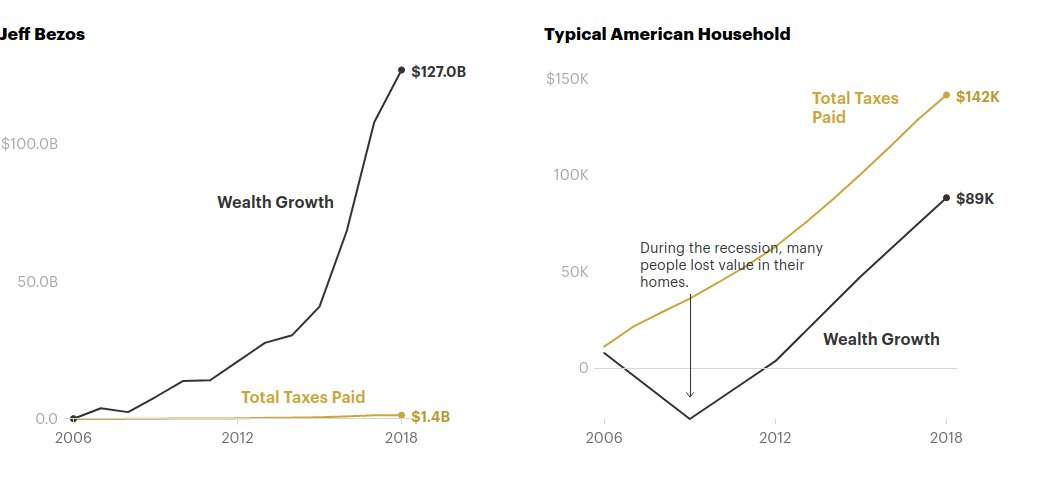 Jeff Bezos
$127.0B
$100.0B
Wealth Growth
50.0B
Total Taxes Paid
0.0
$1.4B
2006
2012
2018
Typical American Household
$150K
Total Taxes
Paid
$142K
100K
$89K
During the recession, many
people lost value in their
homes.
50K
Wealth Growth
0
2006
2012
2018